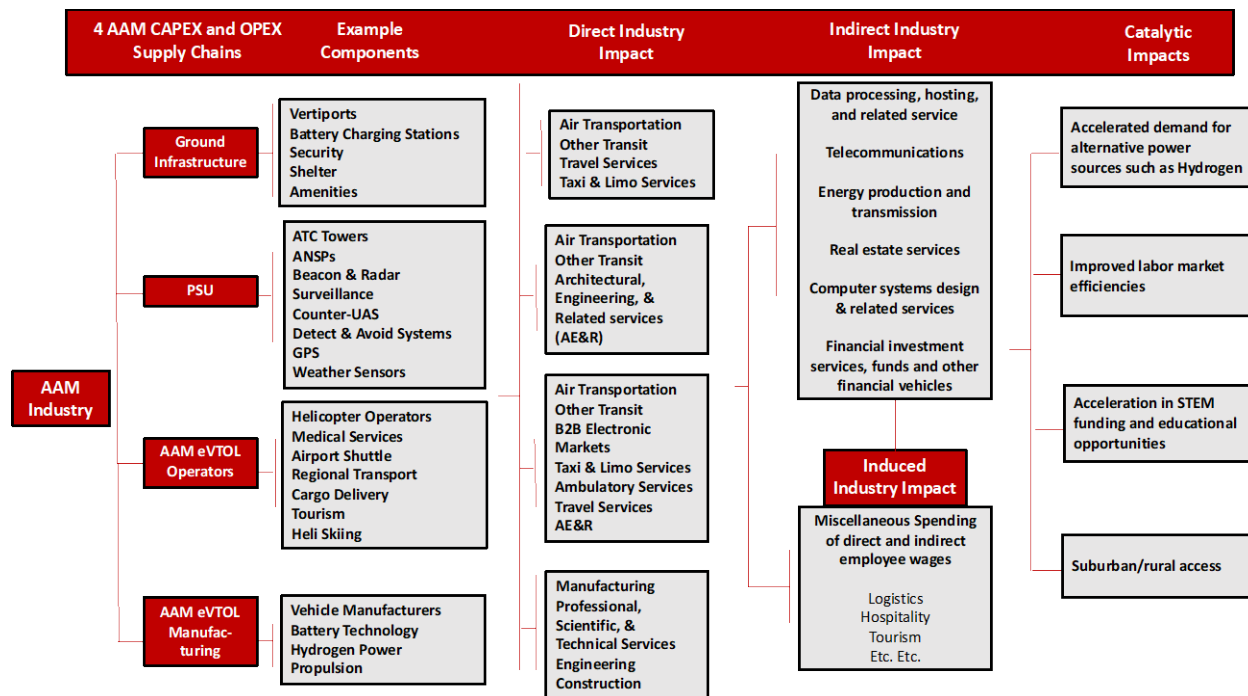 4 AAM CAPEX and OPEX
Supply Chains
Example
Components
Direct Industry
Impact
Indirect Industry
Impact
Catalytic
Impacts
AAM
Industry
Ground
Infrastructure
Vertiports
Battery Charging Stations
Security
Shelter
Amenities
Air Transportation
Other Transit
Travel Services
Taxi & Limo Services
PSU
ATC Towers
ANSPs
Beacon & Radar
Surveillance
Counter-UAS
Detect & Avoid Systems
GPS
Weather Sensors
Air Transportation
Other Transit
Architectural,
Engineering, &
Related services
(AE&R)
AAM eVTOL
Operators
Helicopter Operators
Medical Services
Airport Shuttle
Regional Transport
Cargo Delivery
Tourism
Heli Skiing
Air Transportation
Other Transit
B2B Electronic
Markets
Taxi & Limo Services
Ambulatory Services
Travel Services
AE&R
AAM eVTOL
Manufac-
turing
Vehicle Manufacturers
Battery Technology
Hydrogen Power
Propulsion
Manufacturing
Professional,
Scientific, &
Technical Services
Engineering
Construction
Data processing, hosting,
and related service
Telecommunications
Energy production and
transmission
Real estate services
Computer systems design
& related services
Financial investment
services, funds and other
financial vehicles
Induced
Industry Impact
Miscellaneous Spending
of direct and indirect
employee wages
Logistics
Hospitality
Tourism
Etc. Etc.
Accelerated demand for
alternative power
sources such as Hydrogen
Improved labor market
efficiencies
Acceleration in STEM
funding and educational
opportunities
Suburban/rural access